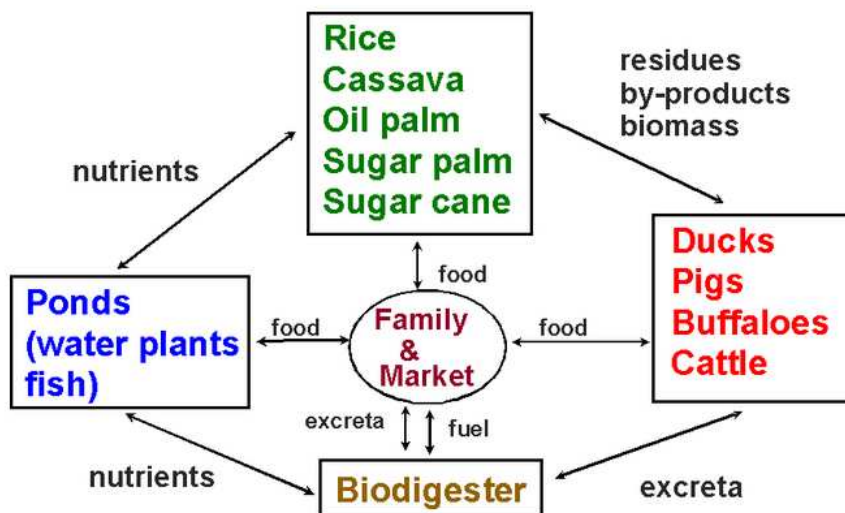 Rice
Cassava
Oil palm
Sugar palm
Sugar cane
residues
by-products
biomass
nutrients
food
Ducks
Pigs
Buffaloes
Cattle
Ponds
(water plants
fish)
food
Family
&
Market
food
excreta
fuel
nutrients
Biodigester
excreta